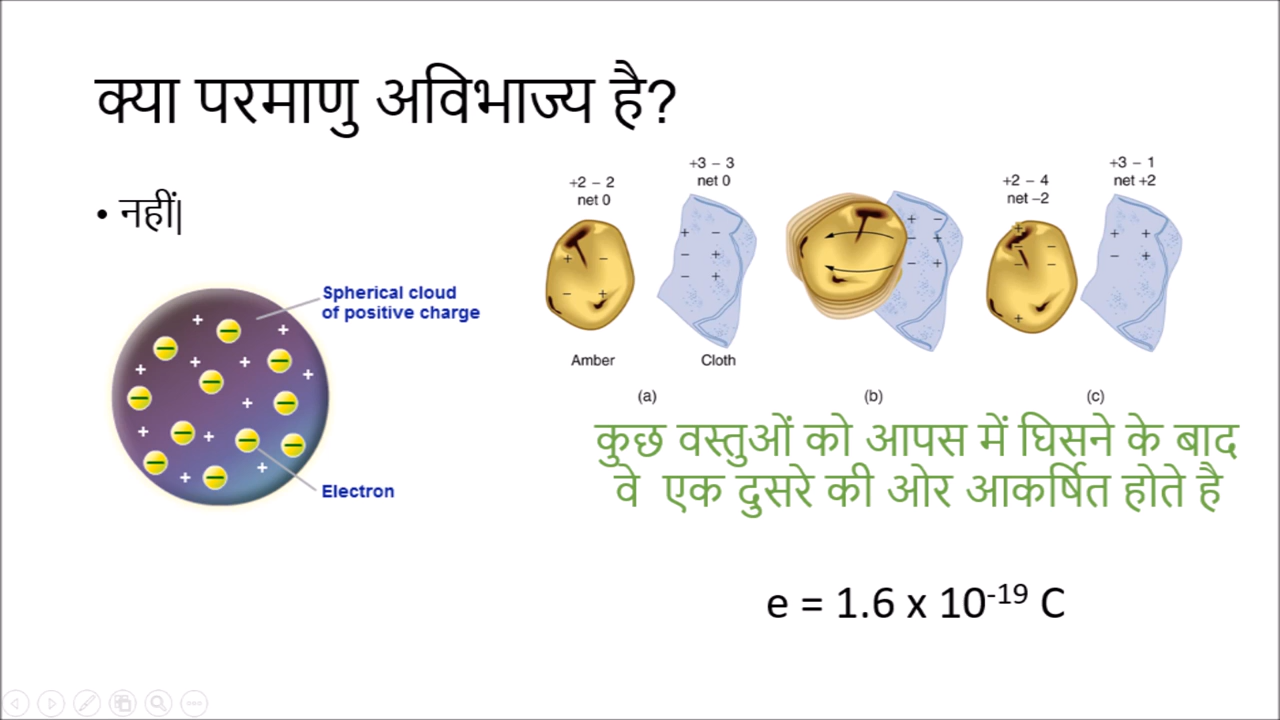 क्या परमाणु अविभाज्य है?
• नहीं|
Spherical cloud
of positive charge
Electron
+2 − 2
net 0
+3 − 3
net 0
+2 − 4
net −2
+3 − 1
net +2
Amber
Cloth
(a)
(b)
(c)
कुछ वस्तुओं को आपस में घिसने के बाद
वे एक दुसरे की ओर आकर्षित होते है
e = 1.6 x 10⁻¹⁹ C